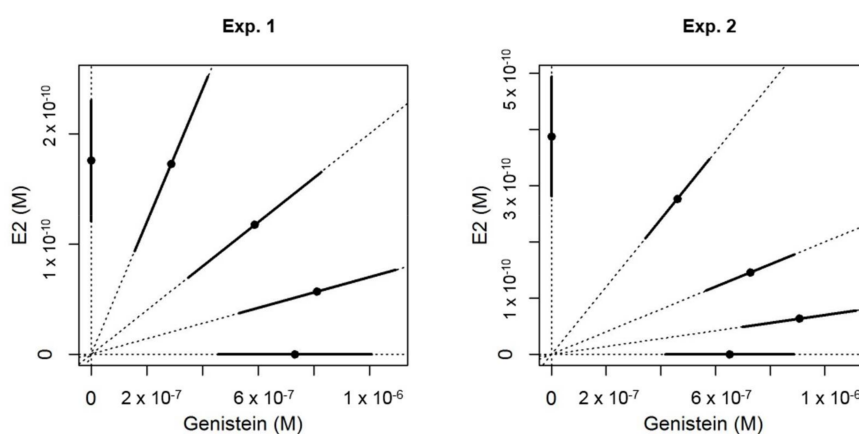 Exp. 1
2 x 10⁻¹⁰
1 x 10⁻¹⁰
0
E2 (M)
0 2 x 10⁻⁷ 6 x 10⁻⁷ 1 x 10⁻⁶
Genistein (M)
Exp. 2
5 x 10⁻¹⁰
3 x 10⁻¹⁰
1 x 10⁻¹⁰
0
E2 (M)
0 2 x 10⁻⁷ 6 x 10⁻⁷ 1 x 10⁻⁶
Genistein (M)